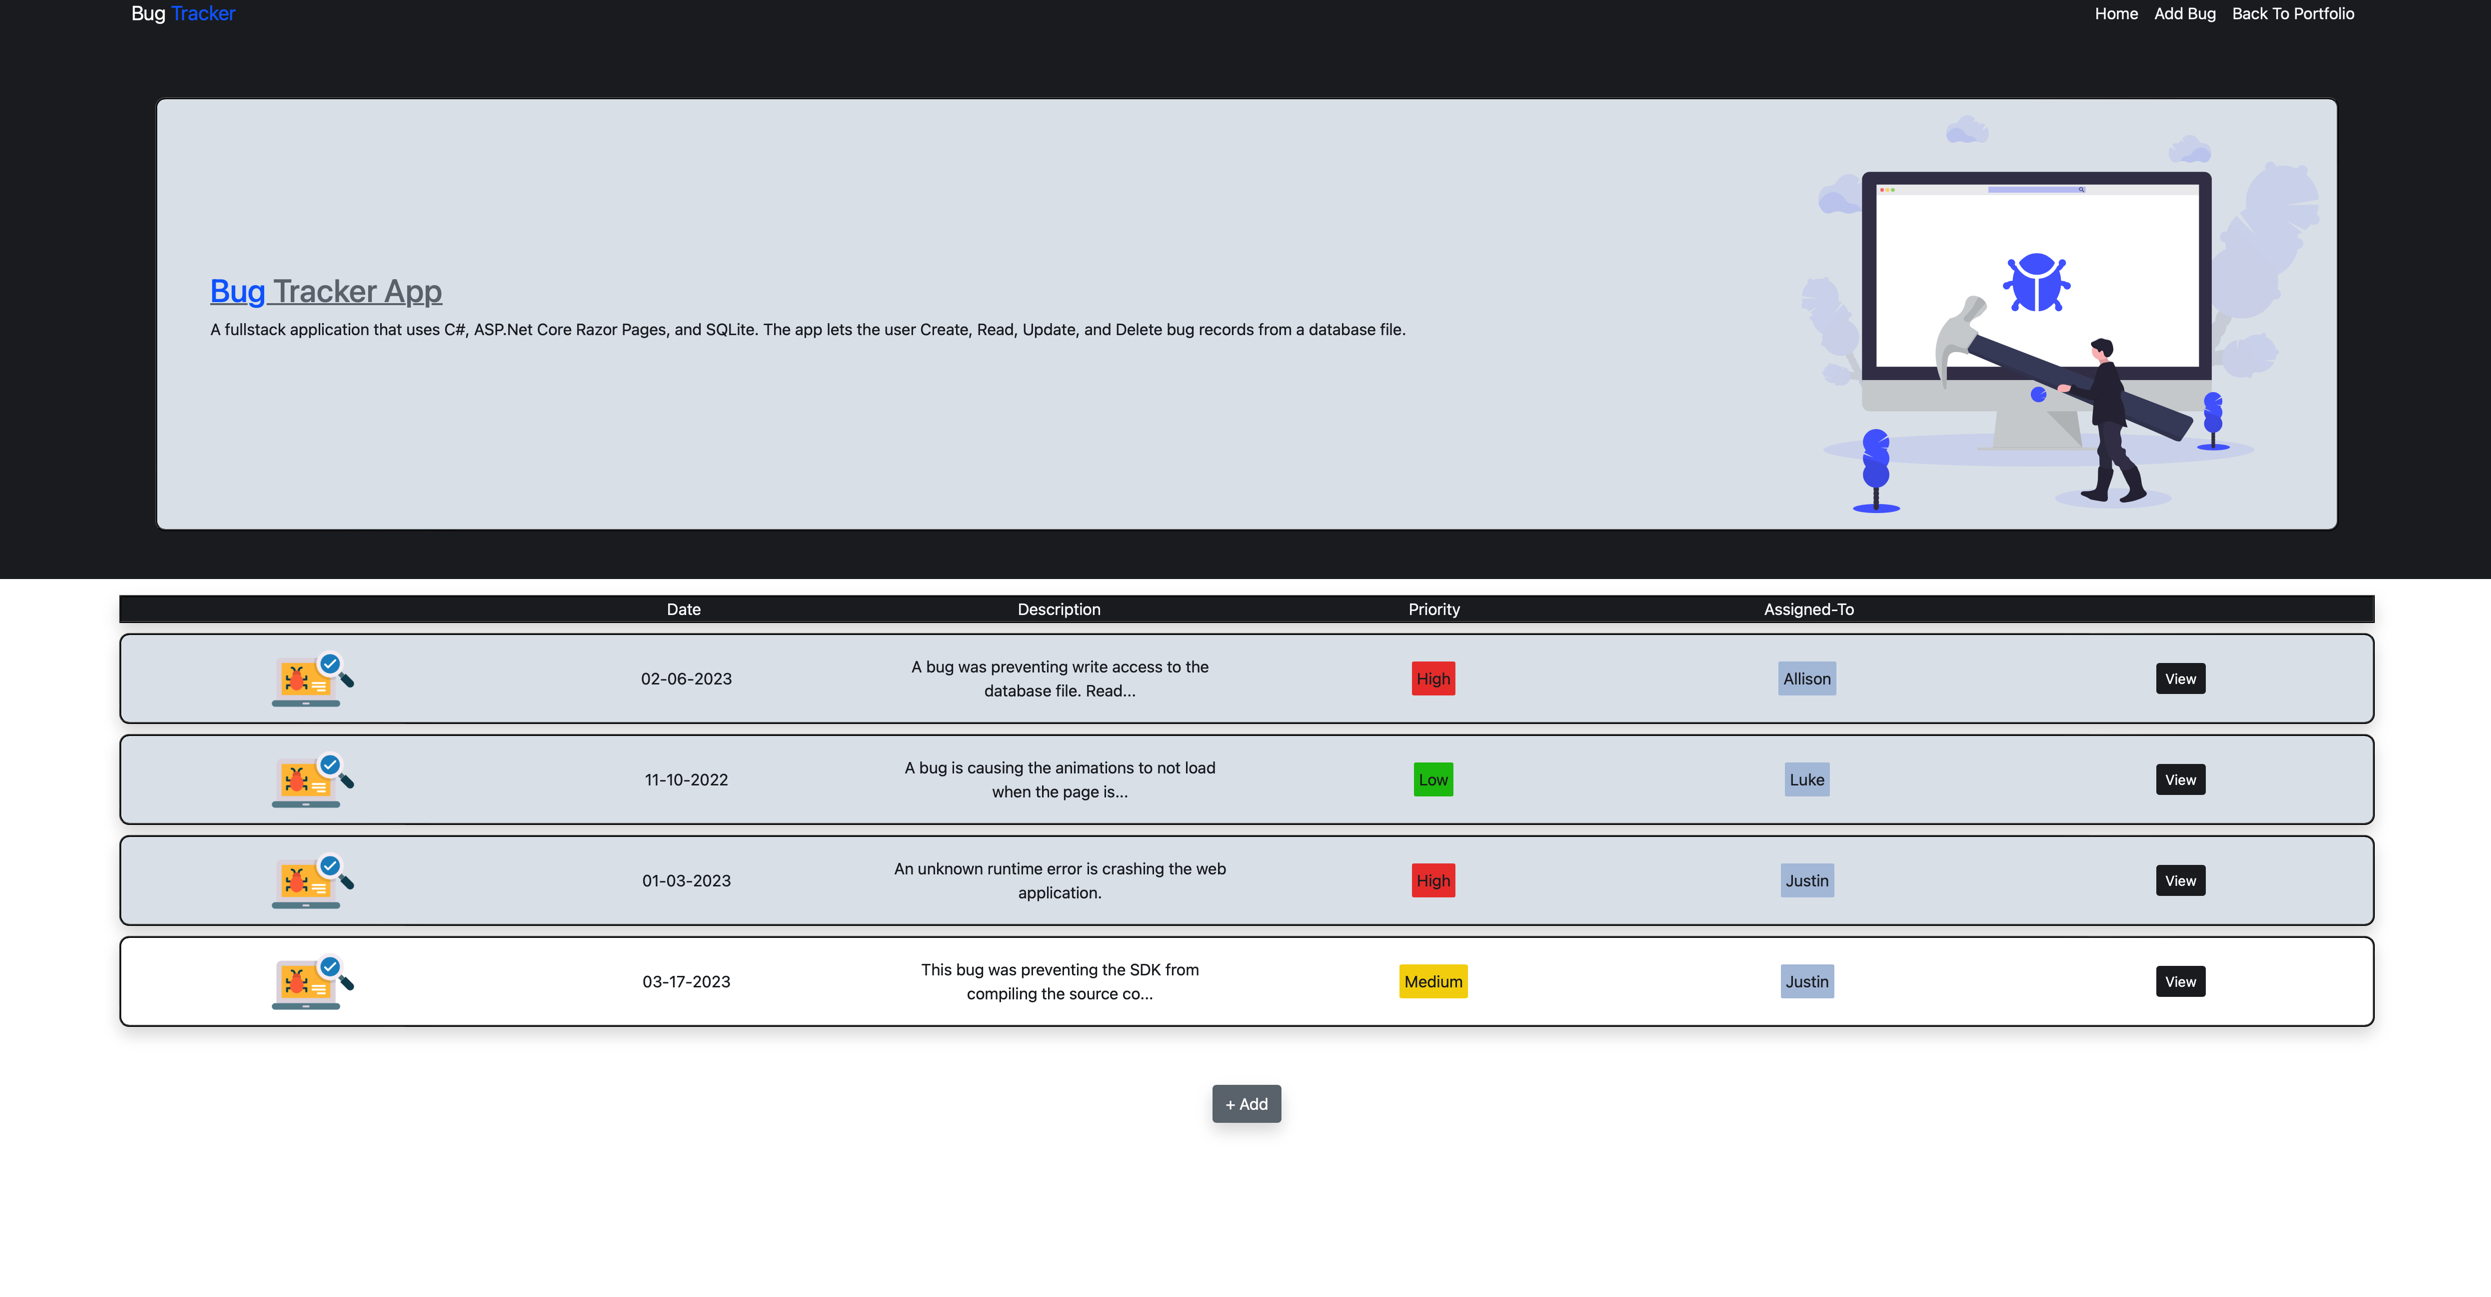 Bug Tracker
Home Add Bug Back To Portfolio
Bug Tracker App
A fullstack application that uses C#, ASP.Net Core Razor Pages, and SQLite. The app lets the user Create, Read, Update, and Delete bug records from a database file.
Date Description Priority Assigned-To
02-06-2023
A bug was preventing write access to the
database file. Read...
High
Allison
View
11-10-2022
A bug is causing the animations to not load
when the page is...
Low
Luke
View
01-03-2023
An unknown runtime error is crashing the web
application.
High
Justin
View
03-17-2023
This bug was preventing the SDK from
compiling the source co...
Medium
Justin
View
+ Add